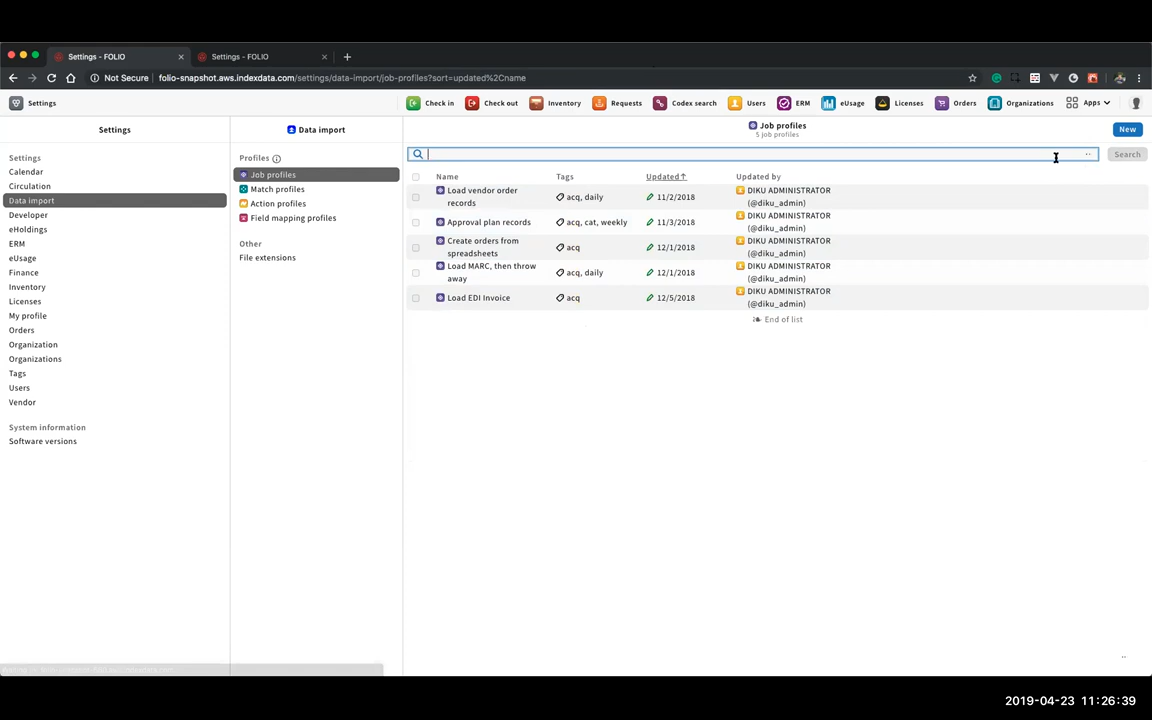 Settings - FOLIO
Settings - FOLIO
Not Secure folio-snapshot.aws.indexdata.com/settings/data-import/job-profiles?sort=updated%2Cname
Settings
Check in
Check out
Inventory
Requests
Codex search
Users
ERM
eUsage
Licenses
Orders
Organizations
Apps
Settings
Data import
Job profiles
5 job profiles
New
Settings
Calendar
Circulation
Data import
Developer
eHoldings
ERM
eUsage
Finance
Inventory
Licenses
My profile
Orders
Organization
Organizations
Tags
Users
Vendor
System information
Software versions
Profiles
Job profiles
Match profiles
Action profiles
Field mapping profiles
Other
File extensions
Search
Name Tags Updated Updated by
Load vendor order
records
acq, daily 11/2/2018
DIKU ADMINISTRATOR
(@diku_admin)
Approval plan records acq, cat, weekly 11/3/2018
DIKU ADMINISTRATOR
(@diku_admin)
Create orders from
spreadsheets
acq 12/1/2018
DIKU ADMINISTRATOR
(@diku_admin)
Load MARC, then throw
away
acq, daily 12/1/2018
DIKU ADMINISTRATOR
(@diku_admin)
Load EDI Invoice acq 12/5/2018
DIKU ADMINISTRATOR
(@diku_admin)
End of list
2019-04-23 11:26:39